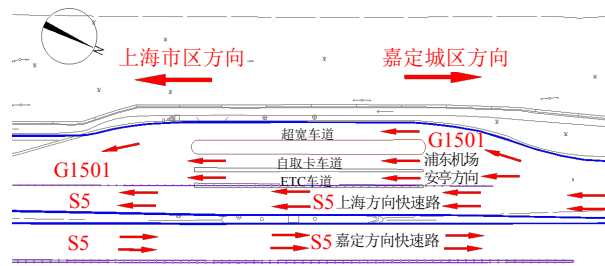 N
上海市区方向
嘉定城区方向
超宽车道
G1501
自取卡车道
浦东机场
G1501
ETC车道
安亭方向
S5
S5上海方向快速路
S5
S5嘉定方向快速路